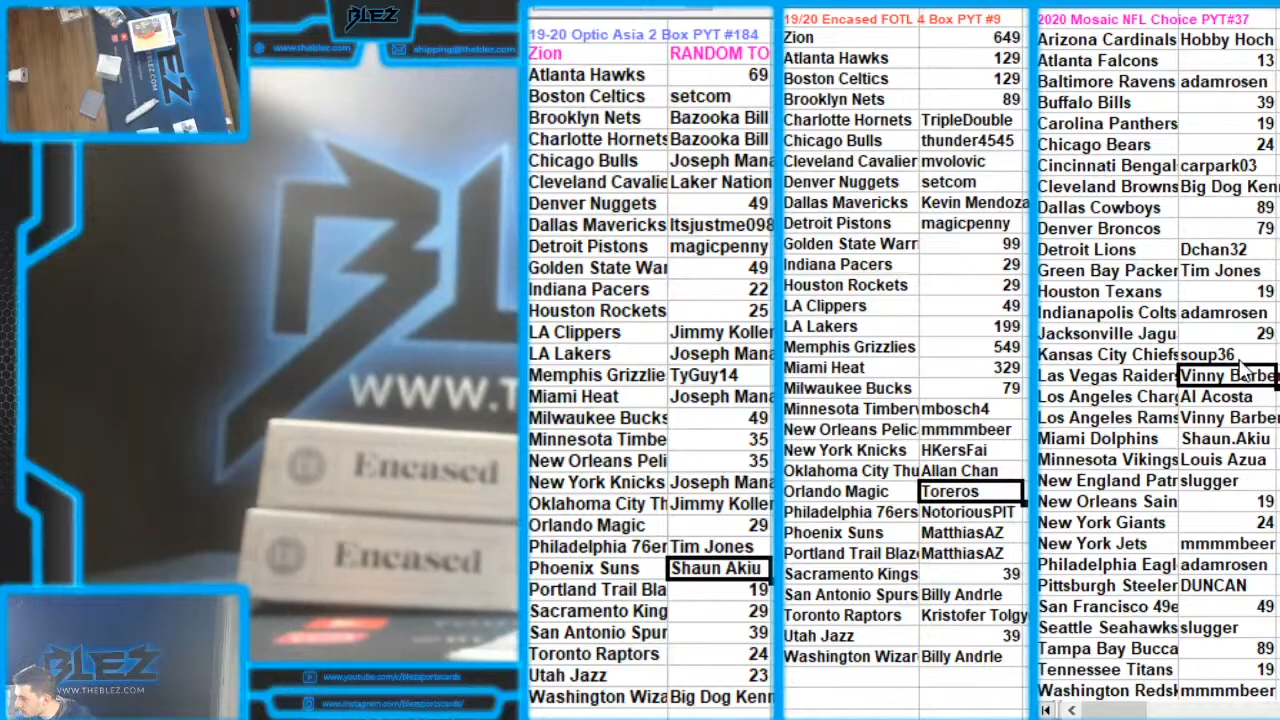 BLEZ
www.theblez.com
shipping@theblez.com
BLEZ
WWW.T
Encased
Encased
BLEZ
WWW.THEBLEZ.COM
www.youtube.com/c/blezsportscards
www.instagram.com/blezsportscards/
19-20 Optic Asia 2 Box PYT #184
Zion RANDOM TO
Atlanta Hawks 69
Boston Celtics setcom
Brooklyn Nets Bazooka Bill
Charlotte Hornets Bazooka Bill
Chicago Bulls Joseph Mana
Cleveland Cavalie Laker Nation
Denver Nuggets 49
Dallas Mavericks Itsjustme098
Detroit Pistons magicpenny
Golden State War 49
Indiana Pacers 22
Houston Rockets 25
LA Clippers Jimmy Koller
LA Lakers Joseph Mana
Memphis Grizzlie TyGuy14
Miami Heat Joseph Mana
Milwaukee Bucks 49
Minnesota Timbe 35
New Orleans Peli 35
New York Knicks Joseph Mana
Oklahoma City Th Jimmy Koller
Orlando Magic 29
Philadelphia 76er Tim Jones
Phoenix Suns Shaun Akiu
Portland Trail Bla 19
Sacramento King 29
San Antonio Spur 39
Toronto Raptors 24
Utah Jazz 23
Washington Wiza Big Dog Kenn
19/20 Encased FOTL 4 Box PYT #9
Zion 649
Atlanta Hawks 129
Boston Celtics 129
Brooklyn Nets 89
Charlotte Hornets TripleDouble
Chicago Bulls thunder4545
Cleveland Cavalier mvolovic
Denver Nuggets setcom
Dallas Mavericks Kevin Mendoza
Detroit Pistons magicpenny
Golden State Warr 99
Indiana Pacers 29
Houston Rockets 29
LA Clippers 49
LA Lakers 199
Memphis Grizzlies 549
Miami Heat 329
Milwaukee Bucks 79
Minnesota Timberv mbosch4
New Orleans Pelic mmmmbeer
New York Knicks HKersFai
Oklahoma City Thu Allan Chan
Orlando Magic Toreros
Philadelphia 76ers NotoriousPIT
Phoenix Suns MatthiasAZ
Portland Trail Blaze MatthiasAZ
Sacramento Kings 39
San Antonio Spurs Billy Andrle
Toronto Raptors Kristofer Tolgy
Utah Jazz 39
Washington Wizar Billy Andrle
2020 Mosaic NFL Choice PYT#37
Arizona Cardinals Hobby Hoch
Atlanta Falcons 13
Baltimore Ravens adamrosen
Buffalo Bills 39
Carolina Panthers 19
Chicago Bears 24
Cincinnati Bengal carpark03
Cleveland Browns Big Dog Kenn
Dallas Cowboys 89
Denver Broncos 79
Detroit Lions Dchan32
Green Bay Packer Tim Jones
Houston Texans 19
Indianapolis Colts adamrosen
Jacksonville Jagu 29
Kansas City Chiefs soup36
Las Vegas Raiders Vinny Barbe
Los Angeles Charg Al Acosta
Los Angeles Rams Vinny Barber
Miami Dolphins Shaun.Akiu
Minnesota Vikings Louis Azua
New England Patr slugger
New Orleans Sain 19
New York Giants 24
New York Jets mmmmbeer
Philadelphia Eagl adamrosen
Pittsburgh Steeler DUNCAN
San Francisco 49e 49
Seattle Seahawks slugger
Tampa Bay Bucca 89
Tennessee Titans 19
Washington Redsk mmmmbeer